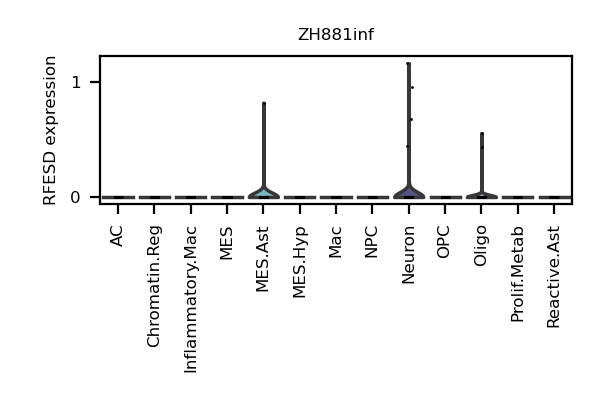 ZH881inf
RFESD expression
1
0
AC
Chromatin.Reg
Inflammatory.Mac
MES
MES.Ast
MES.Hyp
Mac
NPC
Neuron
OPC
Oligo
Prolif.Metab
Reactive.Ast